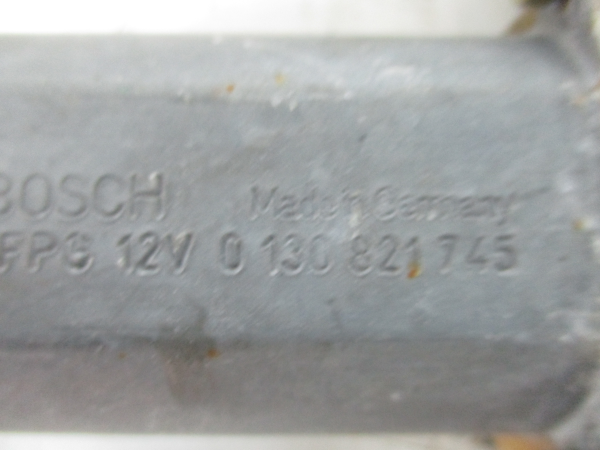 BOSCH Made in Germany
FPG 12V 0 130 821 745